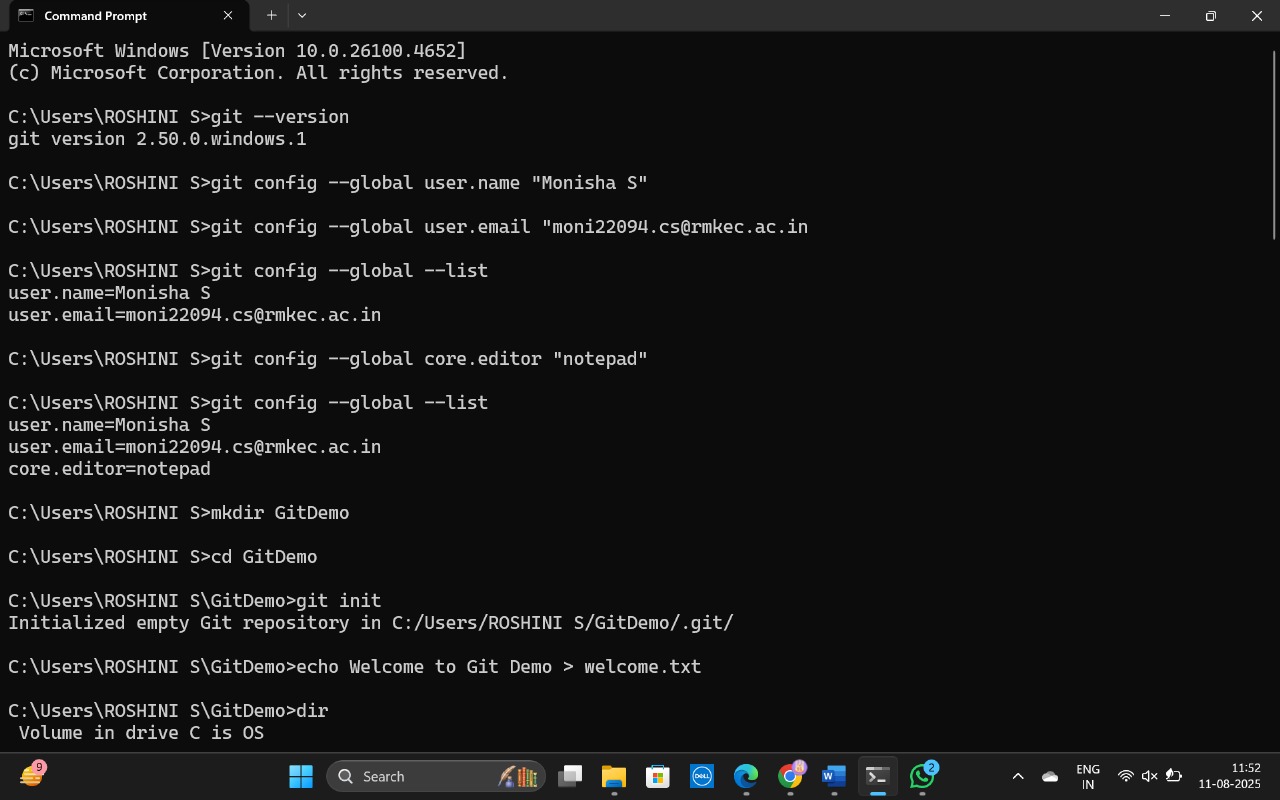 Command Prompt
Microsoft Windows [Version 10.0.26100.4652]
(c) Microsoft Corporation. All rights reserved.
C:\Users\ROSHINI S>git --version
git version 2.50.0.windows.1
C:\Users\ROSHINI S>git config --global user.name "Monisha S"
C:\Users\ROSHINI S>git config --global user.email "moni22094.cs@rmkec.ac.in
C:\Users\ROSHINI S>git config --global --list
user.name=Monisha S
user.email=moni22094.cs@rmkec.ac.in
C:\Users\ROSHINI S>git config --global core.editor "notepad"
C:\Users\ROSHINI S>git config --global --list
user.name=Monisha S
user.email=moni22094.cs@rmkec.ac.in
core.editor=notepad
C:\Users\ROSHINI S>mkdir GitDemo
C:\Users\ROSHINI S>cd GitDemo
C:\Users\ROSHINI S\GitDemo>git init
Initialized empty Git repository in C:/Users/ROSHINI S/GitDemo/.git/
C:\Users\ROSHINI S\GitDemo>echo Welcome to Git Demo > welcome.txt
C:\Users\ROSHINI S\GitDemo>dir
Volume in drive C is OS
9
Search
DELL
W
2
ENG
IN
11:52
11-08-2025